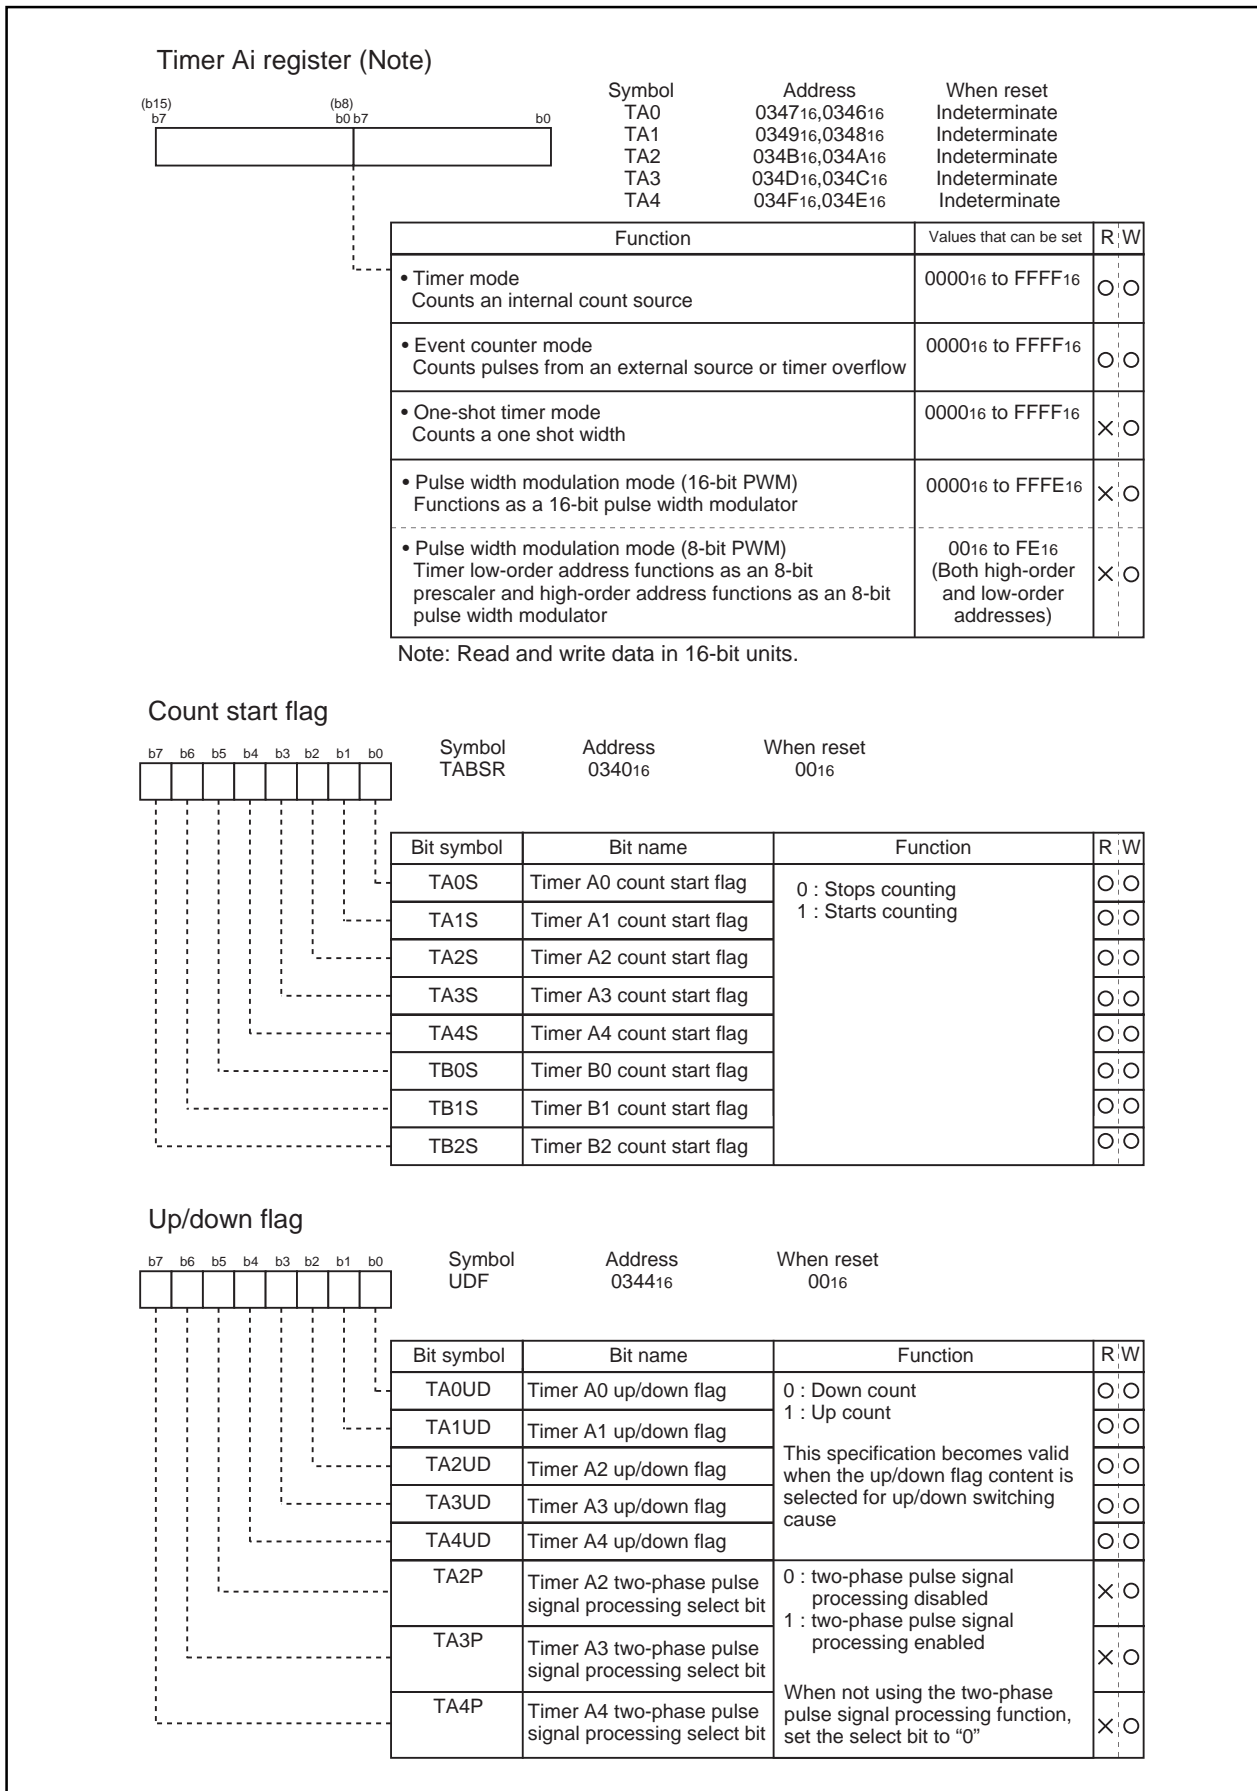 Timer Ai register (Note)
(b15) (b8)
b7 b0 b7 b0
Symbol Address When reset
TA0 034716,034616 Indeterminate
TA1 034916,034816 Indeterminate
TA2 034B16,034A16 Indeterminate
TA3 034D16,034C16 Indeterminate
TA4 034F16,034E16 Indeterminate
Function Values that can be set R W
• Timer mode 000016 to FFFF16
Counts an internal count source
• Event counter mode 000016 to FFFF16
Counts pulses from an external source or timer overflow
• One-shot timer mode 000016 to FFFF16
Counts a one shot width
• Pulse width modulation mode (16-bit PWM) 000016 to FFFE16
Functions as a 16-bit pulse width modulator
• Pulse width modulation mode (8-bit PWM) 0016 to FE16
Timer low-order address functions as an 8-bit (Both high-order
prescaler and high-order address functions as an 8-bit and low-order
pulse width modulator addresses)
Note: Read and write data in 16-bit units.
Count start flag
b7 b6 b5 b4 b3 b2 b1 b0
Symbol Address When reset
TABSR 034016 0016
Bit symbol Bit name Function R W
TA0S Timer A0 count start flag 0 : Stops counting
TA1S Timer A1 count start flag 1 : Starts counting
TA2S Timer A2 count start flag
TA3S Timer A3 count start flag
TA4S Timer A4 count start flag
TB0S Timer B0 count start flag
TB1S Timer B1 count start flag
TB2S Timer B2 count start flag
Up/down flag
b7 b6 b5 b4 b3 b2 b1 b0
Symbol Address When reset
UDF 034416 0016
Bit symbol Bit name Function R W
TA0UD Timer A0 up/down flag 0 : Down count
1 : Up count
TA1UD Timer A1 up/down flag
This specification becomes valid
TA2UD Timer A2 up/down flag when the up/down flag content is
TA3UD Timer A3 up/down flag selected for up/down switching
cause
TA4UD Timer A4 up/down flag
TA2P Timer A2 two-phase pulse 0 : two-phase pulse signal
signal processing select bit processing disabled
1 : two-phase pulse signal
TA3P Timer A3 two-phase pulse processing enabled
signal processing select bit
When not using the two-phase
TA4P Timer A4 two-phase pulse pulse signal processing function,
signal processing select bit set the select bit to “0”